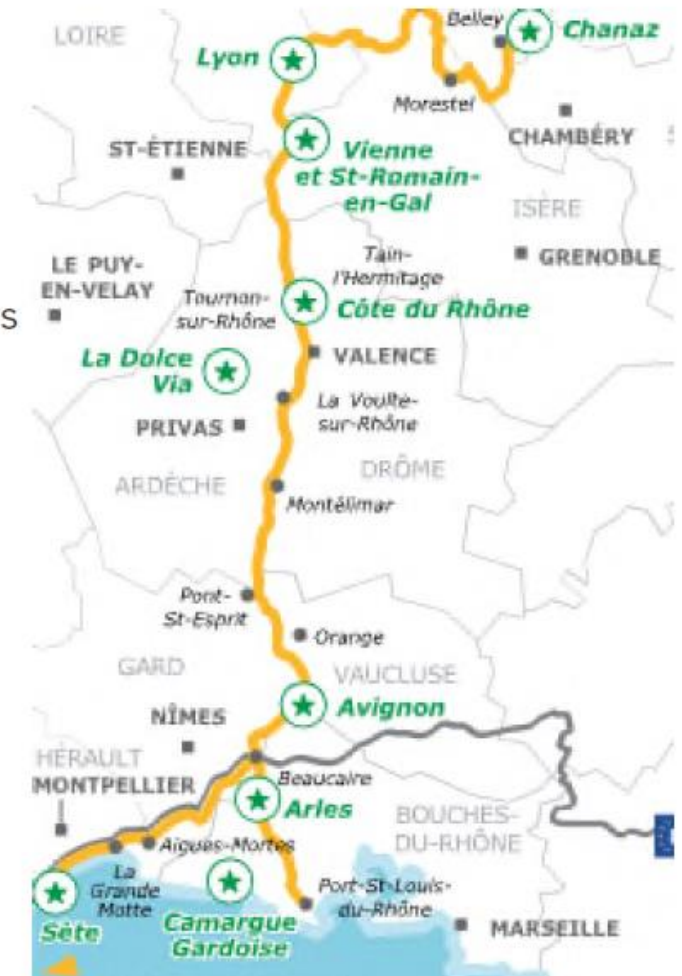 LOIRE
Belley
Chanaz
Lyon
Morestel
CHAMBÉRY
ST-ÉTIENNE
Vienne
et St-Romain-
en-Gal
ISÈRE
Tain-
l'Hermitage
GRENOBLE
LE PUY-
EN-VELAY
Tournon-
sur-Rhône
Côte du Rhône
S
La Dolce
Via
VALENCE
La Voulte-
sur-Rhône
PRIVAS
DRÔME
ARDÈCHE
Montélimar
Pont-
St-Esprit
Orange
GARD
VAUCLUSE
Avignon
NÎMES
HÉRAULT
MONTPELLIER
Beaucaire
Arles
BOUCHES-
DU-RHÔNE
Aigues-Mortes
La
Grande
Motte
Port-St-Louis-
du-Rhône
Sète
Camargue
Gardoise
MARSEILLE